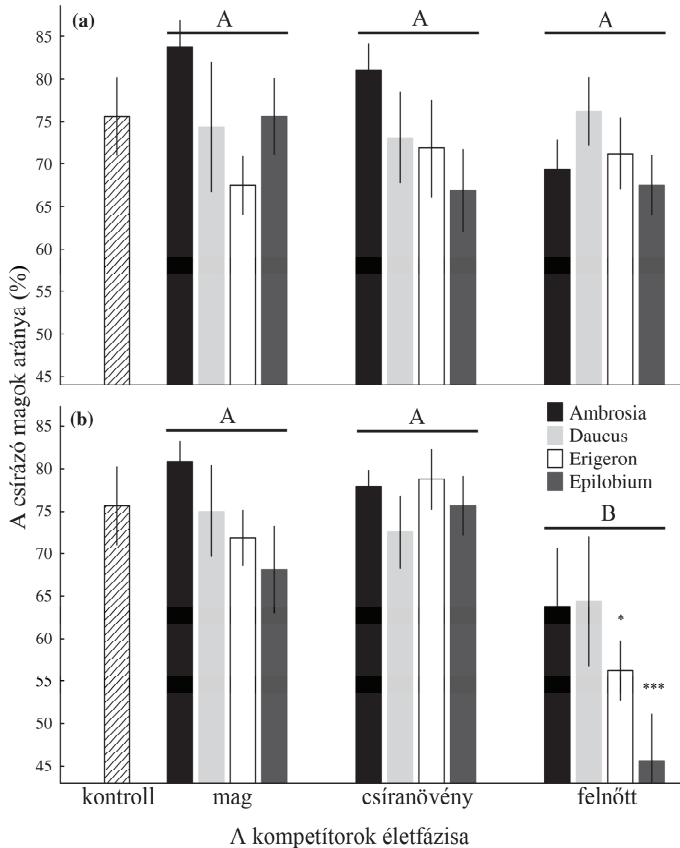 (a)
A
A
A
85
80
75
70
65
60
55
50
45
44
A csírázó magok aránya (%)
(b)
A
A
Ambrosia
Daucus
Erigeron
Epilobium
B
85
80
75
70
65
60
55
50
45
*
***
kontroll mag csíranövény felnőtt
A kompetítorok életfázisa